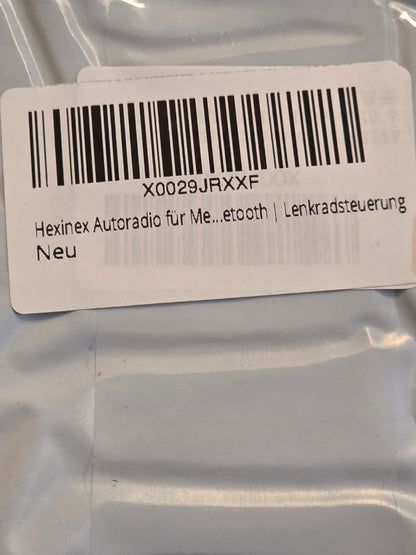 X0029JRXXF
Hexinex Autoradio für Me...etooth | Lenkradsteuerung
Neu